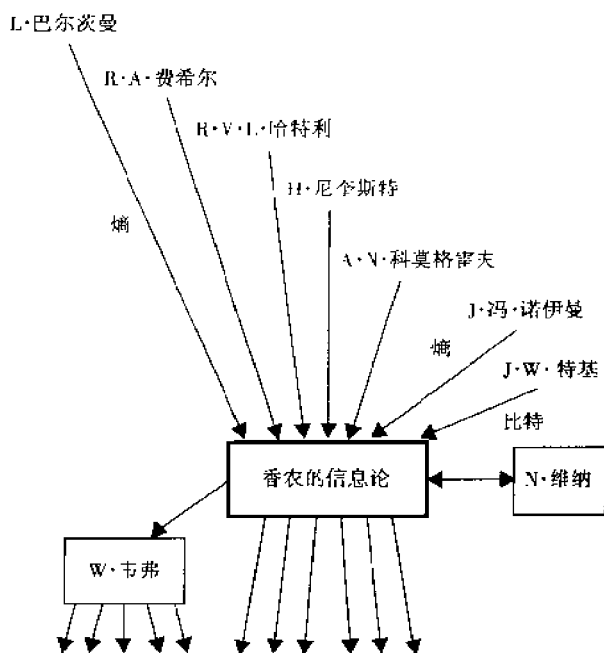 L·巴尔茨曼
R·A·费希尔
R·V·L·哈特利
H·尼奎斯特
熵
A·N·科莫格雷夫
J·冯·诺伊曼
熵
J·W·特基
比特
香农的信息论
N·维纳
W·韦弗